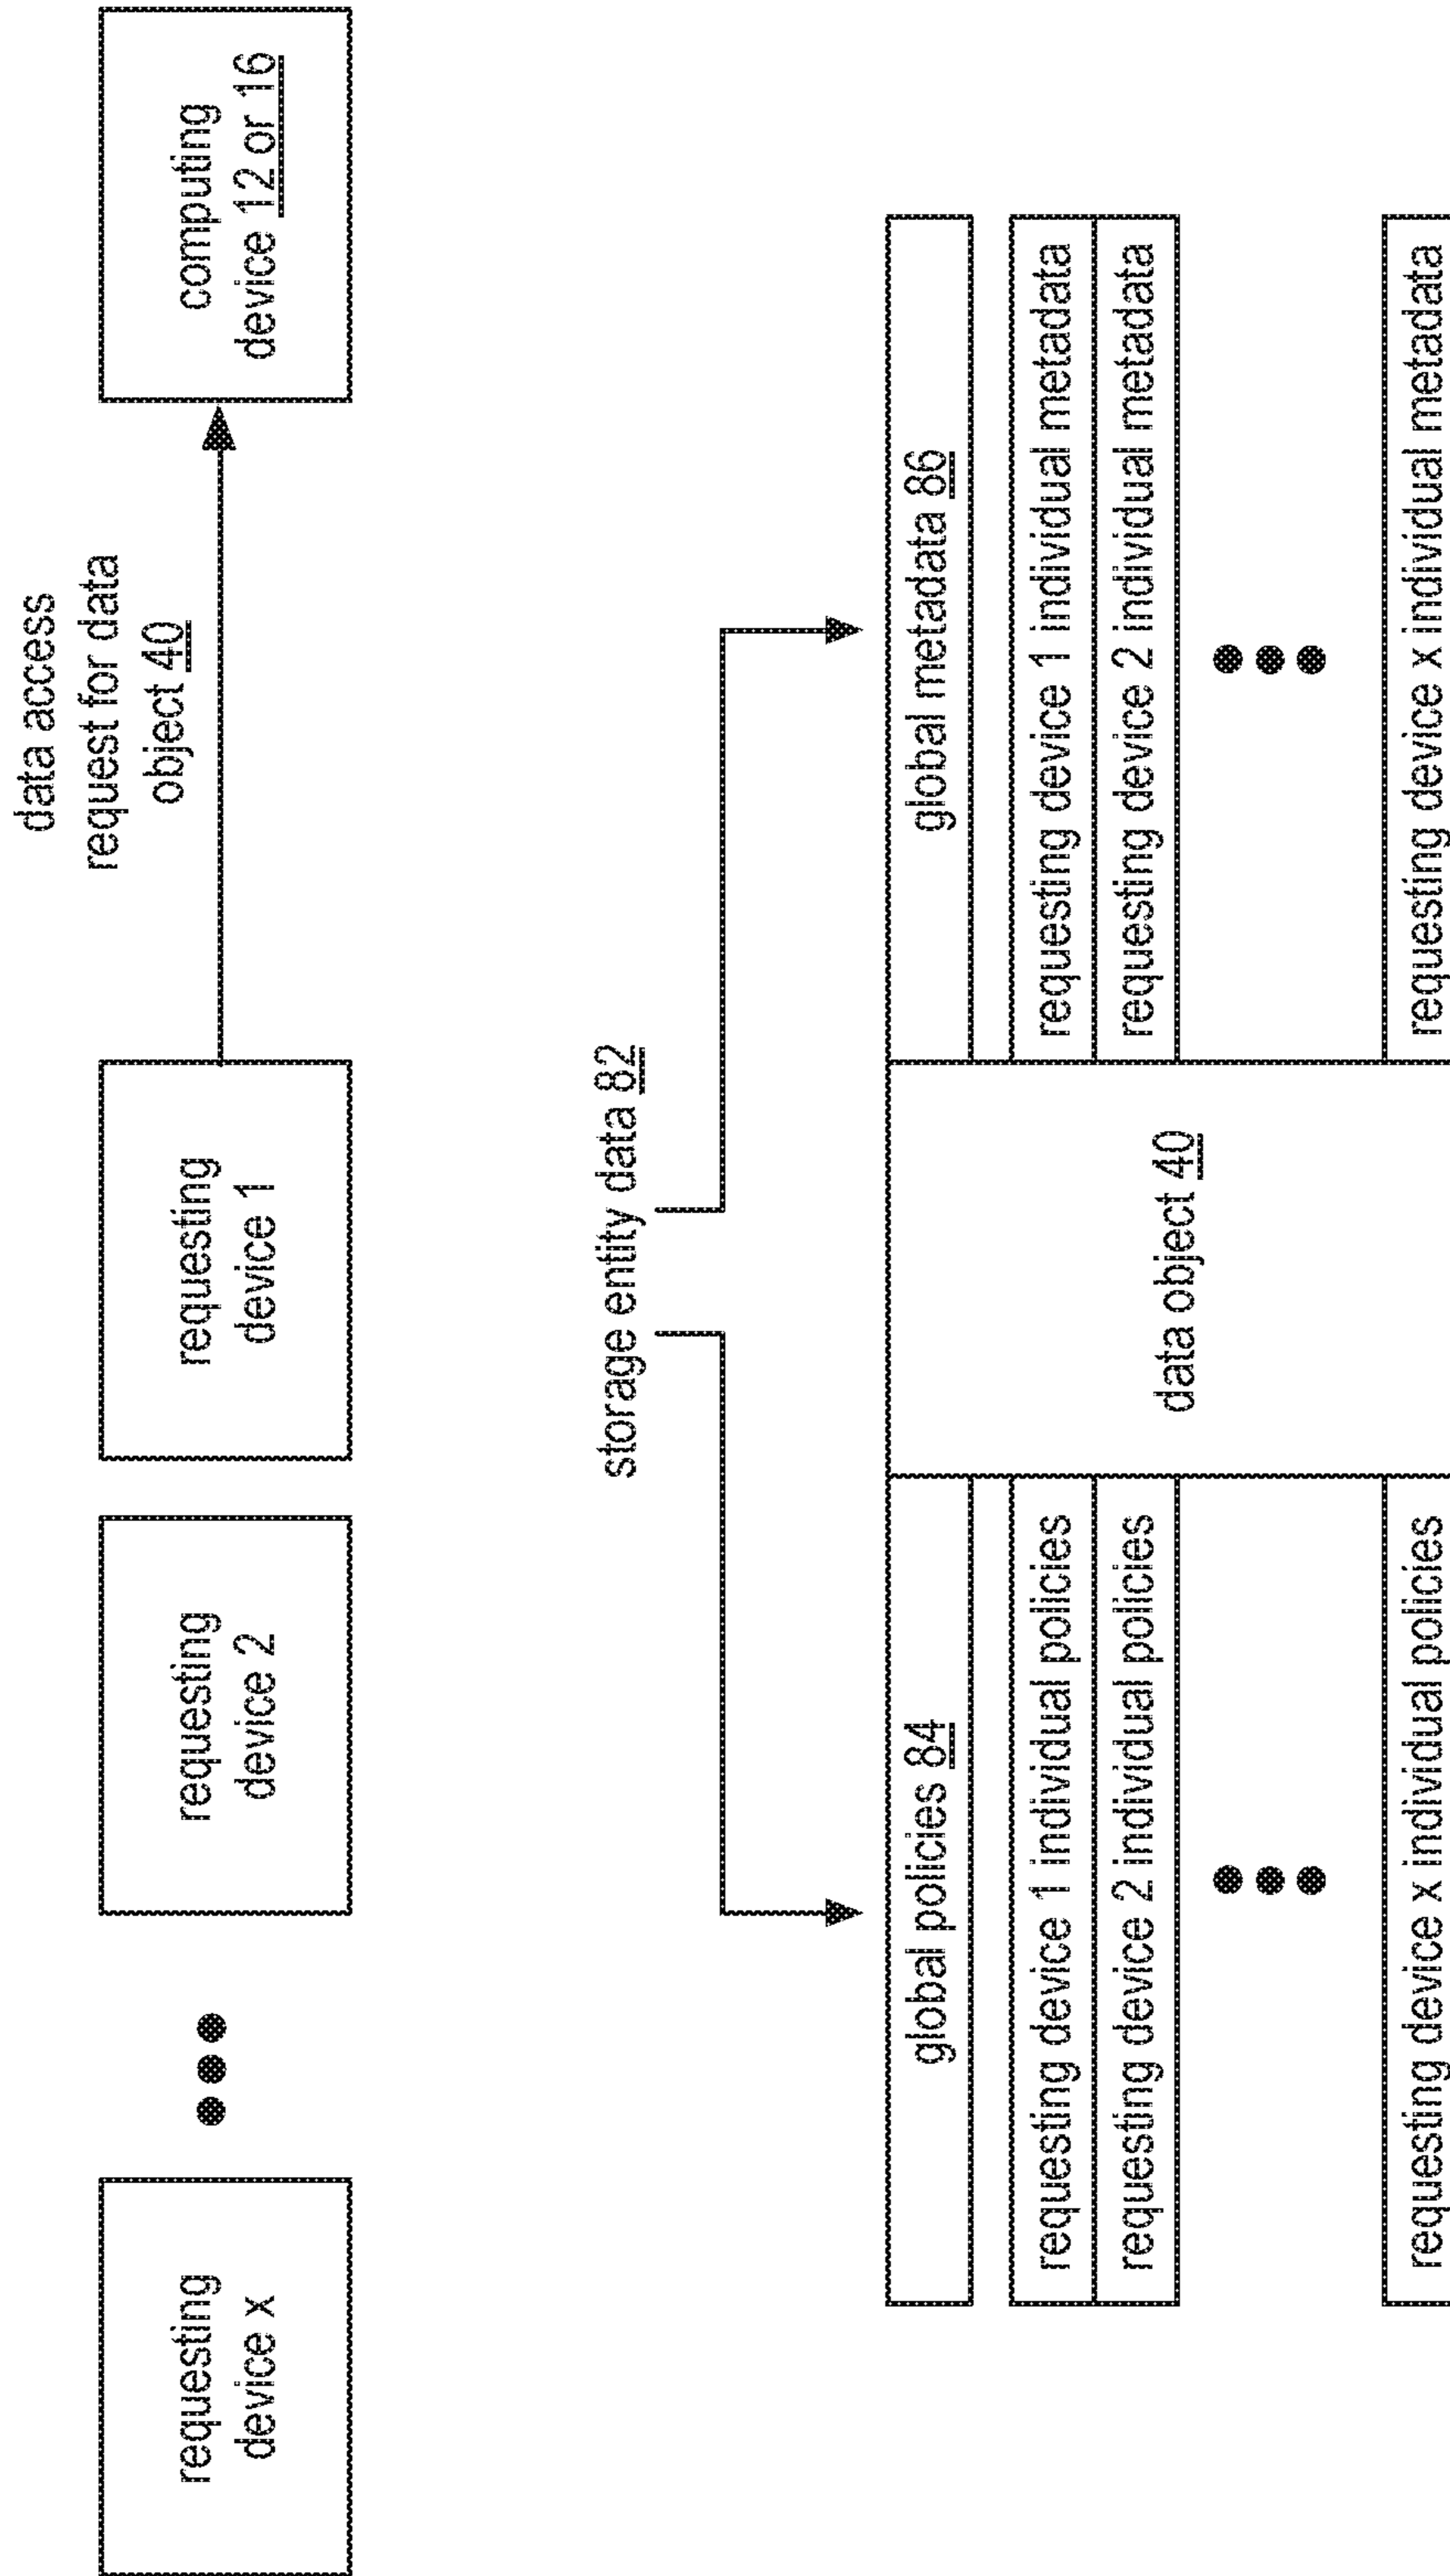 data access
request for data
object 40
requesting
device x
requesting
device 2
requesting
device 1
computing
device 12 or 16
storage entity data 82
global policies 84
requesting device 1 individual policies
requesting device 2 individual policies
requesting device x individual policies
data object 40
global metadata 86
requesting device 1 individual metadata
requesting device 2 individual metadata
requesting device x individual metadata